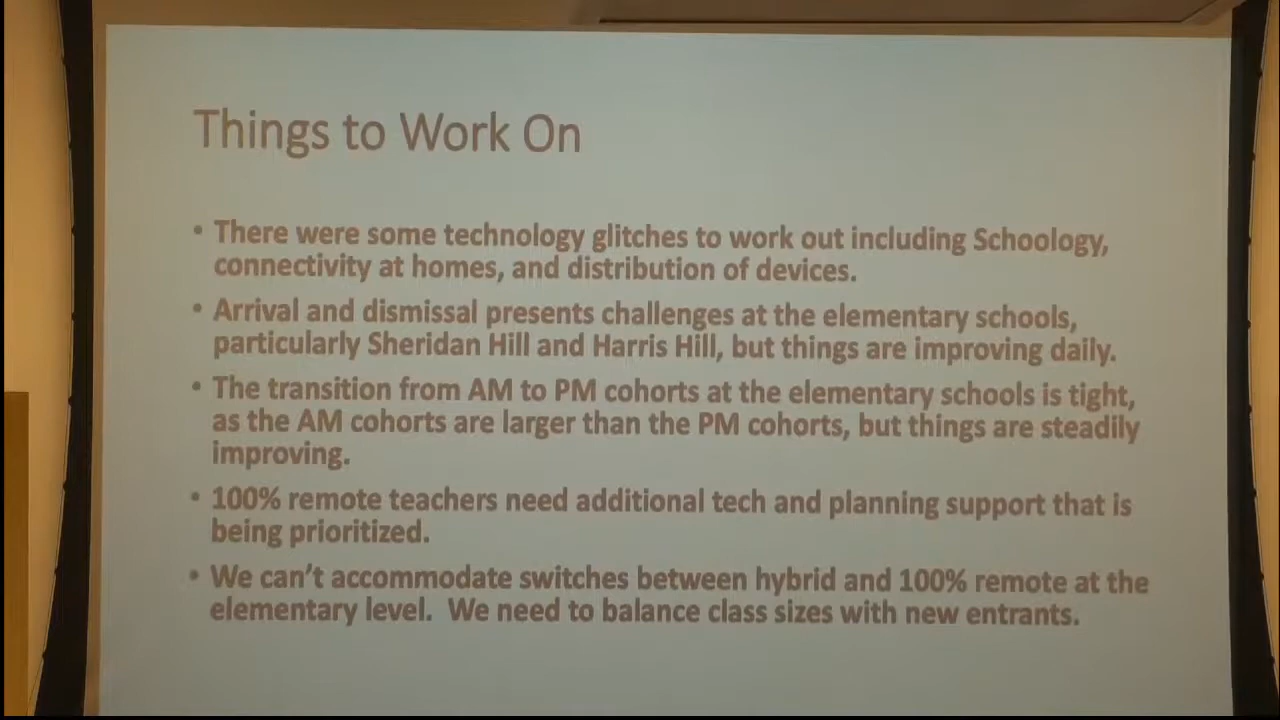 Things to Work On
• There were some technology glitches to work out including Schoology,
connectivity at homes, and distribution of devices.
• Arrival and dismissal presents challenges at the elementary schools,
particularly Sheridan Hill and Harris Hill, but things are improving daily.
• The transition from AM to PM cohorts at the elementary schools is tight,
as the AM cohorts are larger than the PM cohorts, but things are steadily
improving.
• 100% remote teachers need additional tech and planning support that is
being prioritized.
• We can’t accommodate switches between hybrid and 100% remote at the
elementary level.  We need to balance class sizes with new entrants.